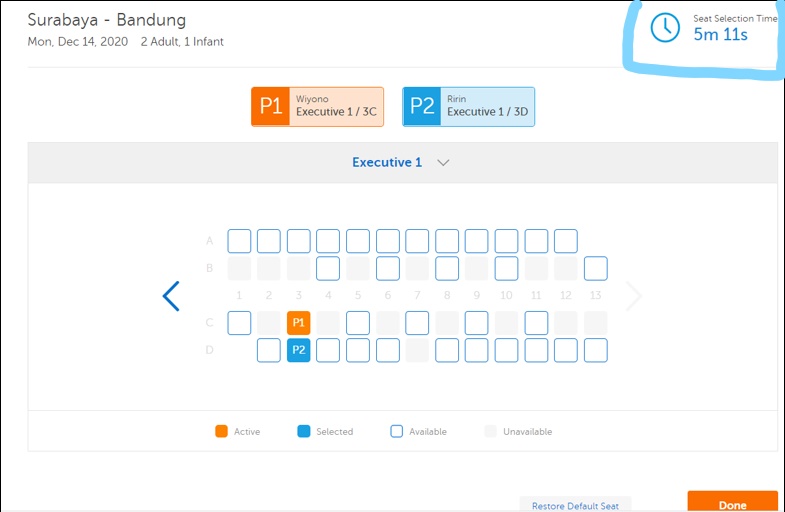 Surabaya - Bandung
Mon, Dec 14, 2020 2 Adult, 1 Infant
Seat Selection Time
5m 11s
P1 Wiyono
Executive 1 / 3C
P2 Ririn
Executive 1 / 3D
Executive 1
A
B
1 2 3 4 5 6 7 8 9 10 11 12 13
C P1
D P2
Active Selected Available Unavailable
Restore Default Seat
Done